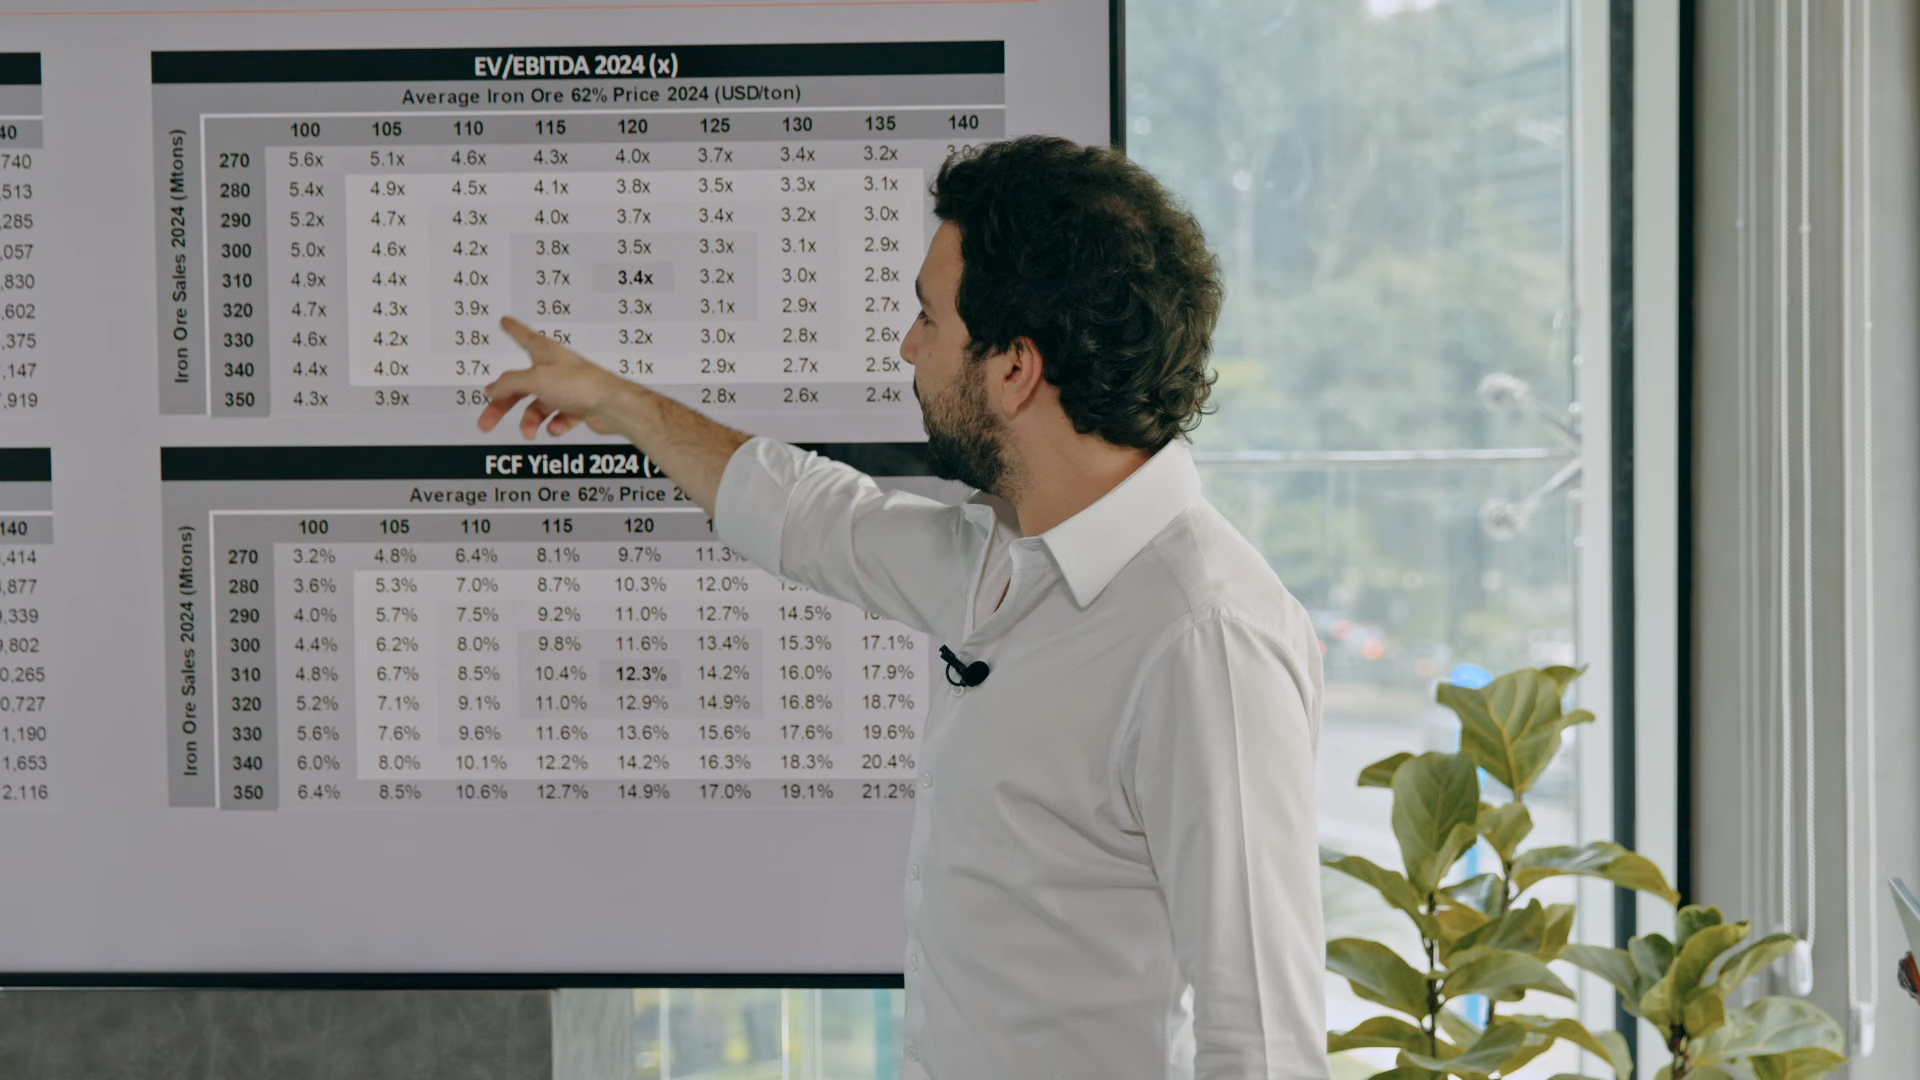 40
740
,513
,285
,057
,830
,602
,375
,147
,919
EV/EBITDA 2024 (x)
Average Iron Ore 62% Price 2024 (USD/ton)
Iron Ore Sales 2024 (Mtons)
100 105 110 115 120 125 130 135 140
270 5.6x 5.1x 4.6x 4.3x 4.0x 3.7x 3.4x 3.2x
280 5.4x 4.9x 4.5x 4.1x 3.8x 3.5x 3.3x 3.1x
290 5.2x 4.7x 4.3x 4.0x 3.7x 3.4x 3.2x 3.0x
300 5.0x 4.6x 4.2x 3.8x 3.5x 3.3x 3.1x 2.9x
310 4.9x 4.4x 4.0x 3.7x 3.4x 3.2x 3.0x 2.8x
320 4.7x 4.3x 3.9x 3.6x 3.3x 3.1x 2.9x 2.7x
330 4.6x 4.2x 3.8x 5x 3.2x 3.0x 2.8x 2.6x
340 4.4x 4.0x 3.7x 3.1x 2.9x 2.7x 2.5x
350 4.3x 3.9x 3.6x 2.8x 2.6x 2.4x
140
,414
,877
,339
,802
0,265
0,727
1,190
1,653
2,116
FCF Yield 2024
Average Iron Ore 62% Price
Iron Ore Sales 2024 (Mtons)
100 105 110 115 120
270 3.2% 4.8% 6.4% 8.1% 9.7% 11.3%
280 3.6% 5.3% 7.0% 8.7% 10.3% 12.0%
290 4.0% 5.7% 7.5% 9.2% 11.0% 12.7% 14.5%
300 4.4% 6.2% 8.0% 9.8% 11.6% 13.4% 15.3% 17.1%
310 4.8% 6.7% 8.5% 10.4% 12.3% 14.2% 16.0% 17.9%
320 5.2% 7.1% 9.1% 11.0% 12.9% 14.9% 16.8% 18.7%
330 5.6% 7.6% 9.6% 11.6% 13.6% 15.6% 17.6% 19.6%
340 6.0% 8.0% 10.1% 12.2% 14.2% 16.3% 18.3% 20.4%
350 6.4% 8.5% 10.6% 12.7% 14.9% 17.0% 19.1% 21.2%